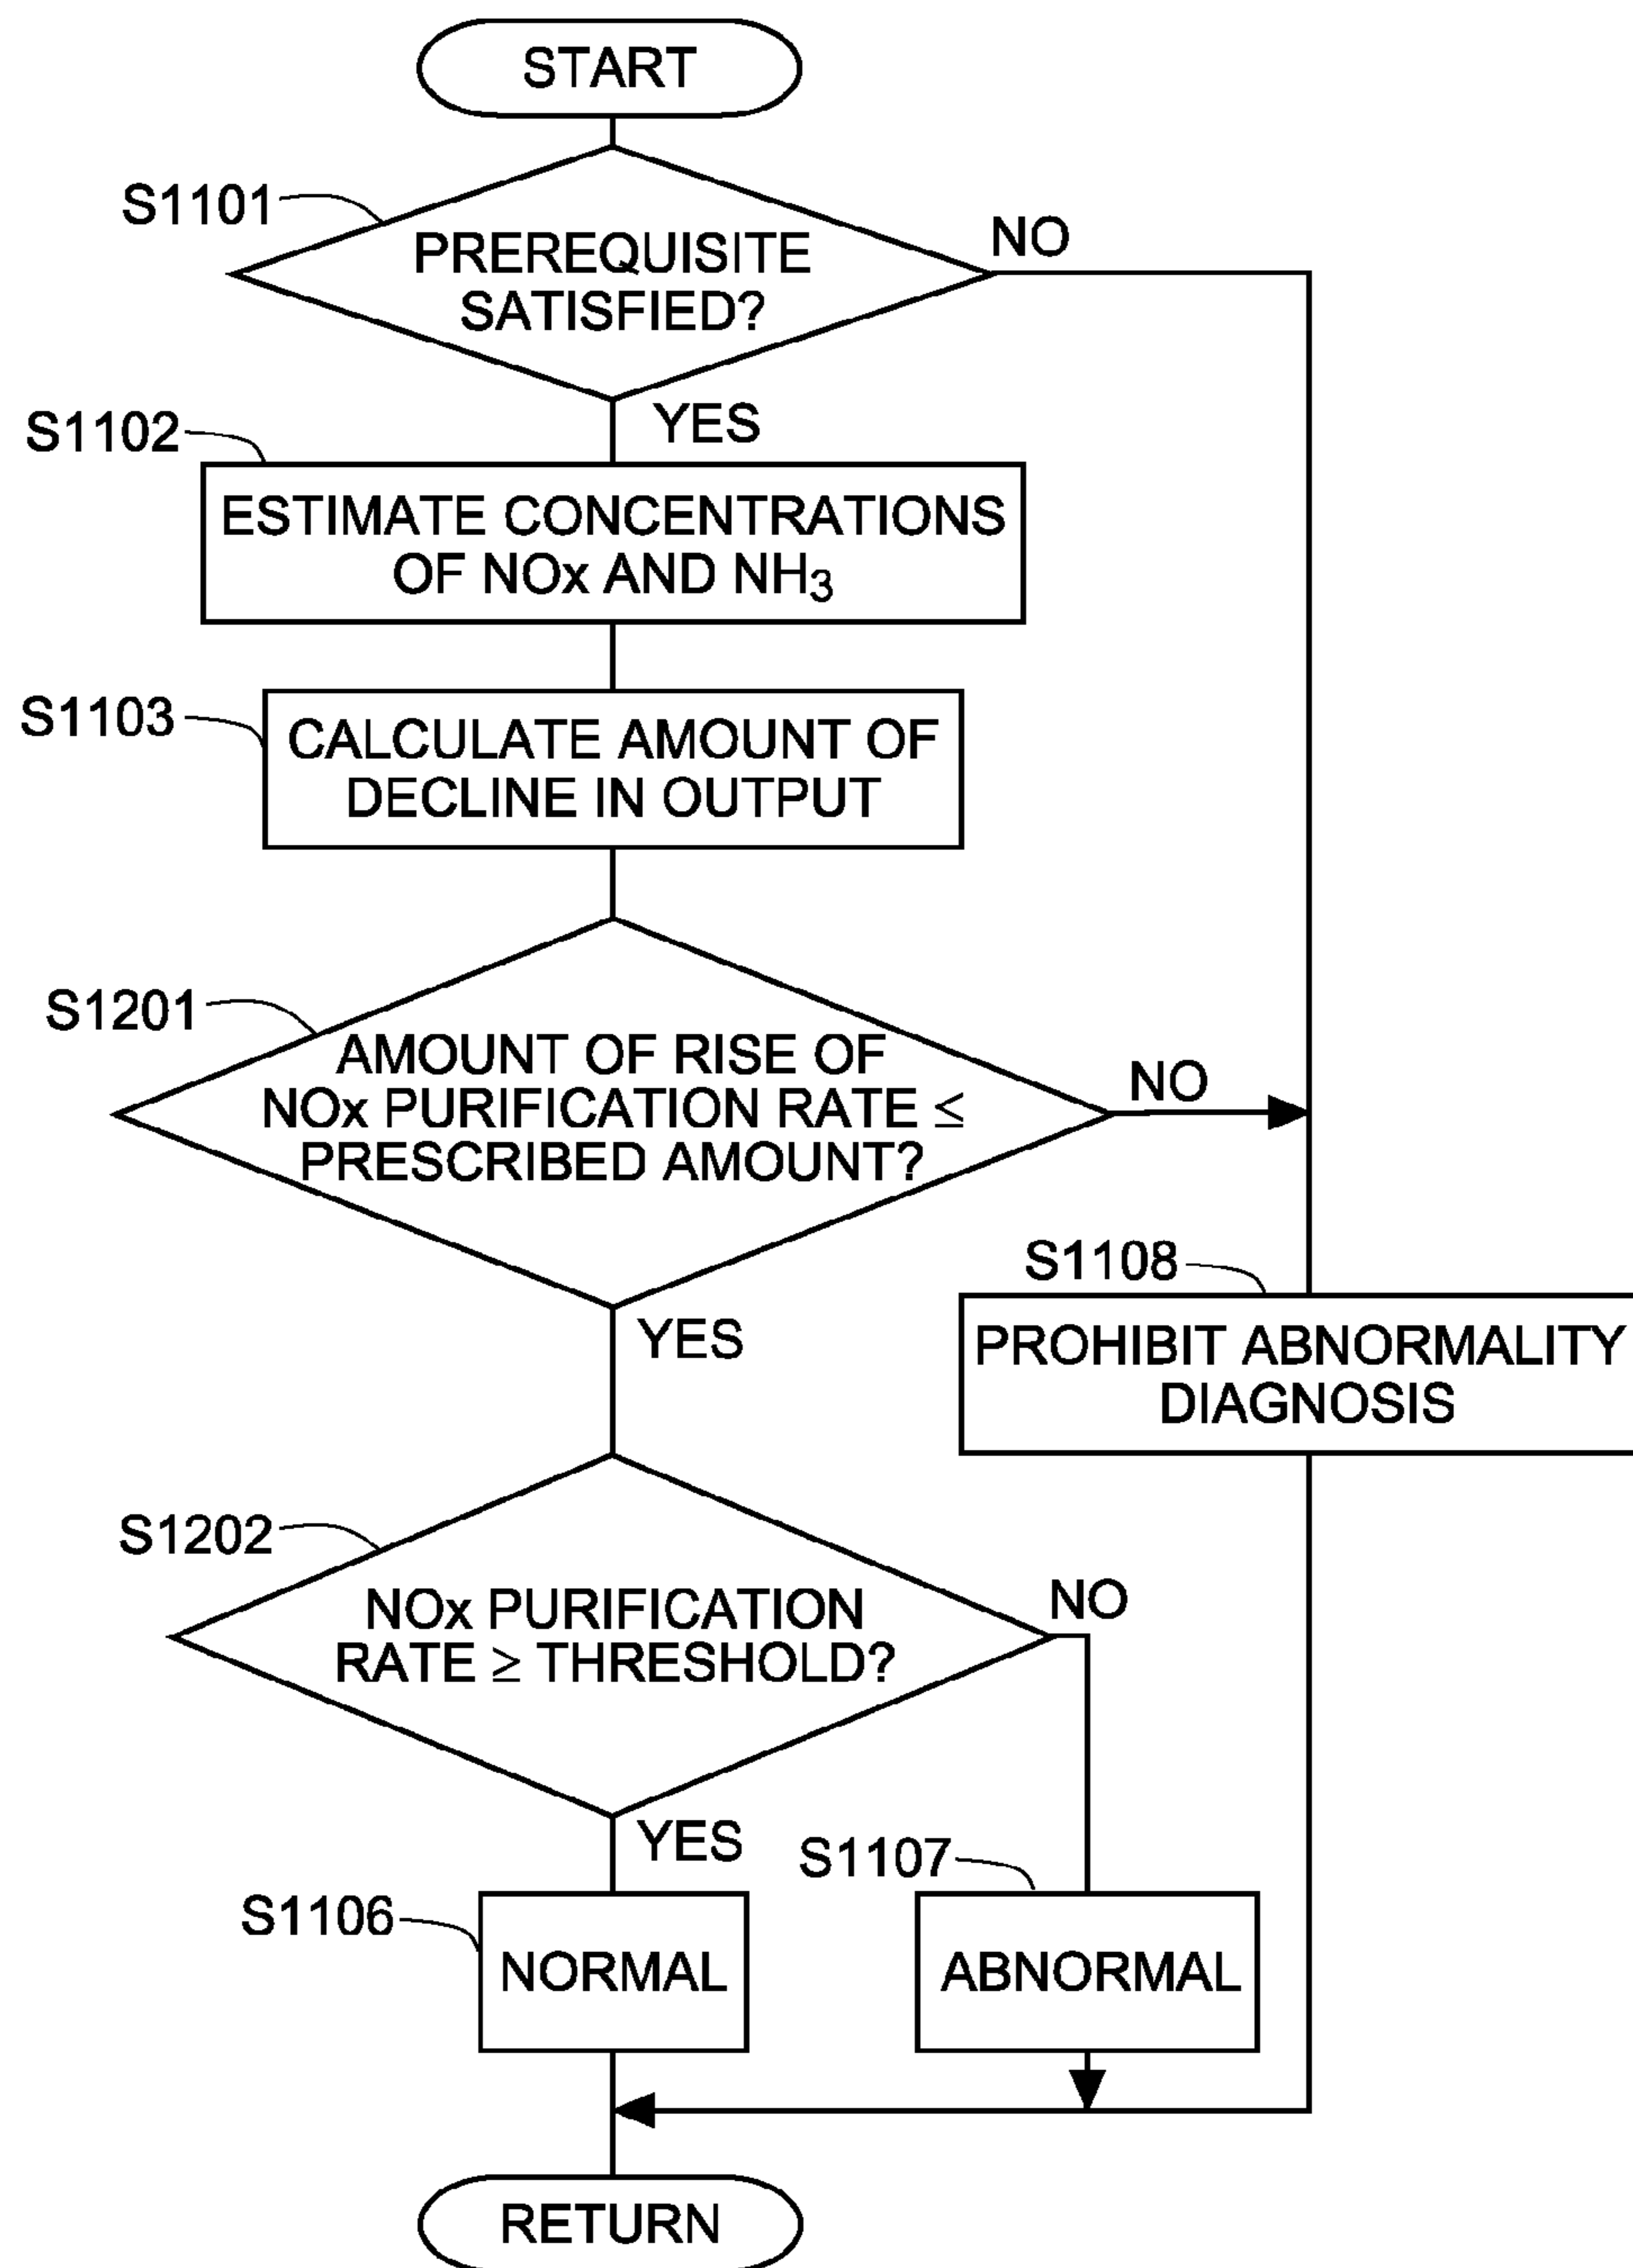 START
S1101
PREREQUISITE
SATISFIED?
NO
YES
S1102
ESTIMATE CONCENTRATIONS
OF NOx AND NH₃
S1103
CALCULATE AMOUNT OF
DECLINE IN OUTPUT
S1201
AMOUNT OF RISE OF
NOx PURIFICATION RATE ≤
PRESCRIBED AMOUNT?
NO
YES
S1108
PROHIBIT ABNORMALITY
DIAGNOSIS
S1202
NOx PURIFICATION
RATE ≥ THRESHOLD?
NO
YES
S1106
NORMAL
S1107
ABNORMAL
RETURN